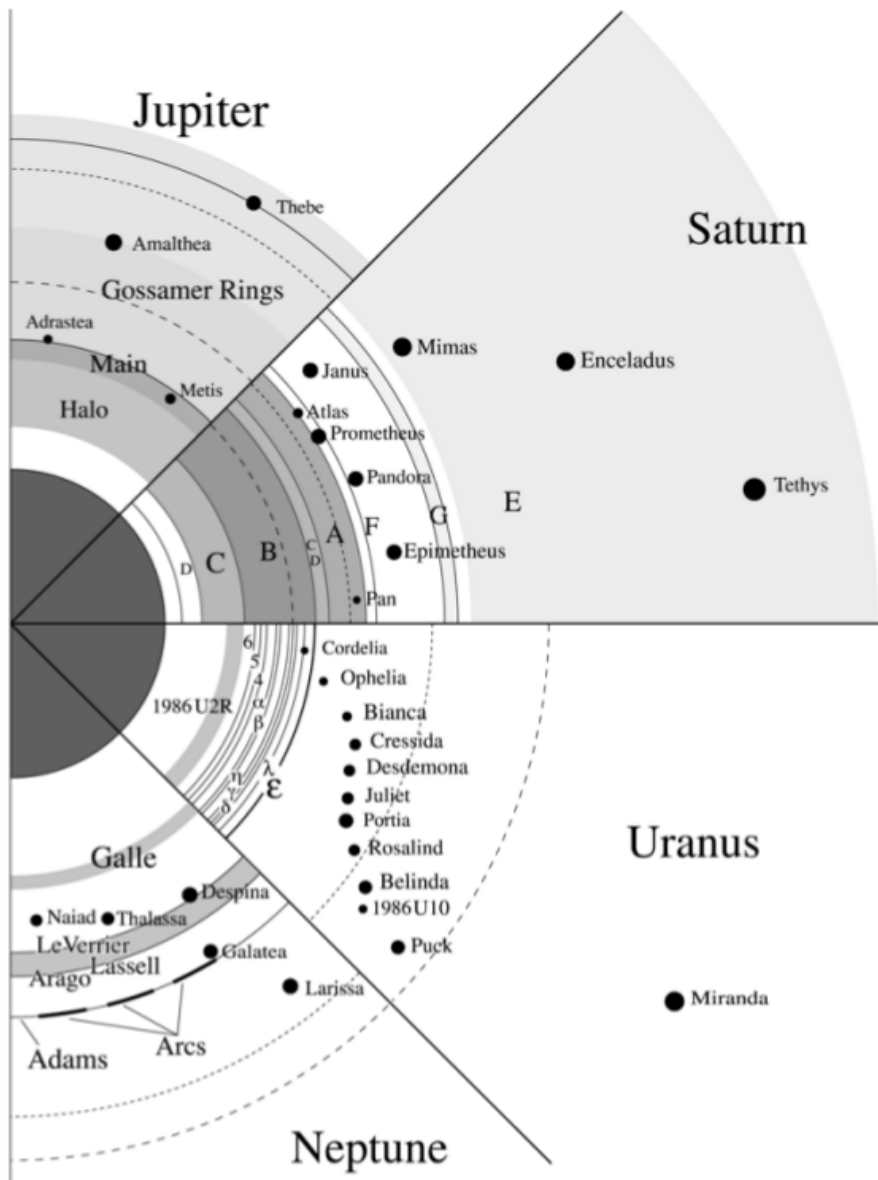 Jupiter
Thebe
Amalthea
Gossamer Rings
Adrastea
Main
Metis
Halo
Saturn
Mimas
Enceladus
Janus
Atlas
Prometheus
Pandora
Tethys
Epimetheus
Pan
D
C
B
C D
A
F
G
E
Cordelia
Ophelia
Bianca
Cressida
Desdemona
Juliet
Portia
Rosalind
Belinda
1986U10
Puck
Miranda
Uranus
1986 U2R
6
5
4
α
β
η
γ
δ
λ
ε
Galle
Despina
Naiad
Thalassa
LeVerrier
Lassell
Arago
Galatea
Larissa
Arcs
Adams
Neptune